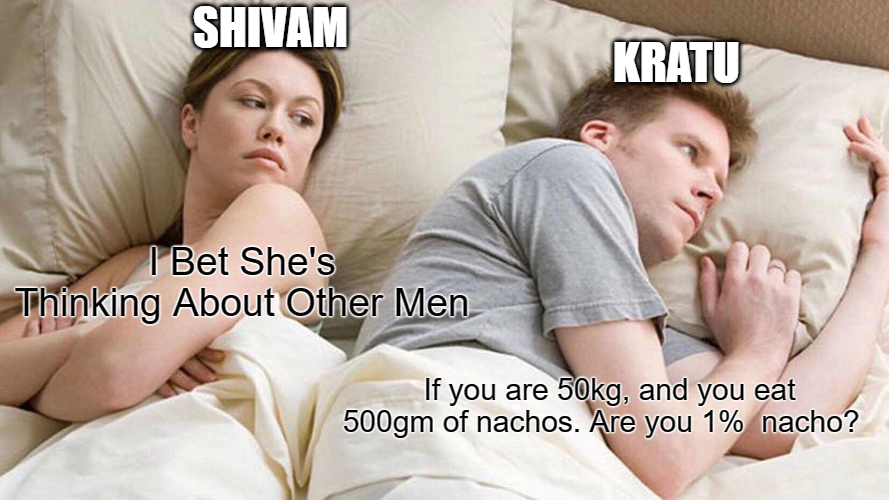 SHIVAM
KRATU
I Bet She's
Thinking About Other Men
If you are 50kg, and you eat
500gm of nachos. Are you 1%  nacho?